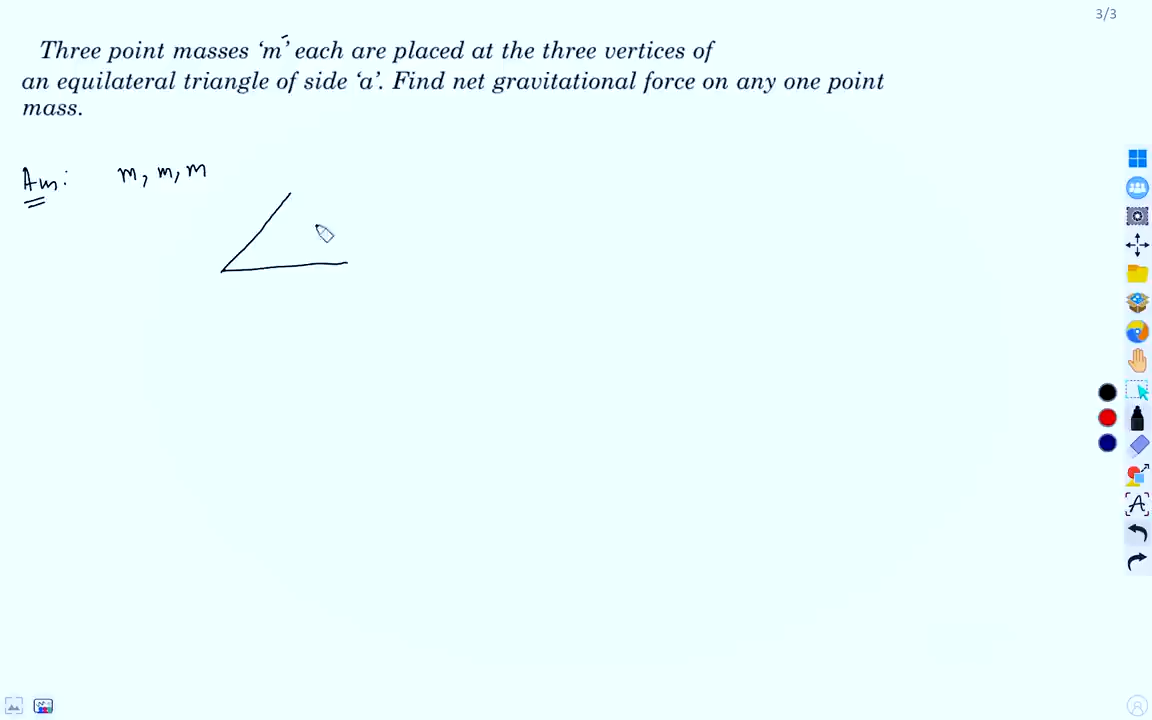 3/3
Three point masses ‘m’ each are placed at the three vertices of
an equilateral triangle of side ‘a’. Find net gravitational force on any one point
mass.
Ans: m, m, m